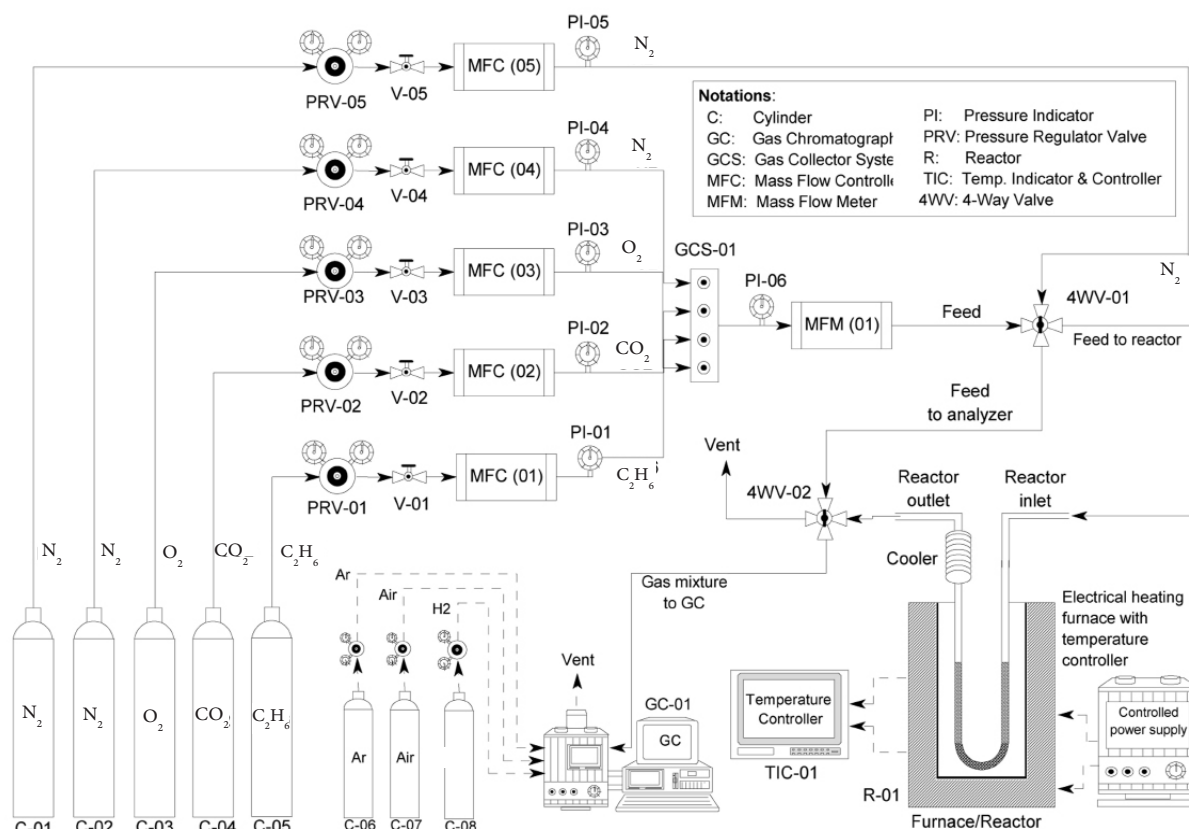 PI-05
N₂
PRV-05
V-05
MFC (05)
Notations:
C: Cylinder
GC: Gas Chromatograph
GCS: Gas Collector Syste
MFC: Mass Flow Controlle
MFM: Mass Flow Meter
PI: Pressure Indicator
PRV: Pressure Regulator Valve
R: Reactor
TIC: Temp. Indicator & Controller
4WV: 4-Way Valve
PI-04
N₂
PRV-04
V-04
MFC (04)
PI-03
O₂
PRV-03
V-03
MFC (03)
GCS-01
PI-06
MFM (01)
Feed
4WV-01
N₂
Feed to reactor
PI-02
CO₂
PRV-02
V-02
MFC (02)
Feed
to analyzer
PI-01
C₂H₆
PRV-01
V-01
MFC (01)
Vent
4WV-02
Reactor
outlet
Reactor
inlet
Cooler
N₂
N₂
O₂
CO₂
C₂H₆
Ar
Air
H2
Gas mixture
to GC
Electrical heating
furnace with
temperature
controller
Vent
N₂
N₂
O₂
CO₂
C₂H₆
Ar
Air
GC-01
GC
Temperature
Controller
TIC-01
Controlled
power supply
R-01
Furnace/Reactor
C-01
C-02
C-03
C-04
C-05
C-06
C-07
C-08